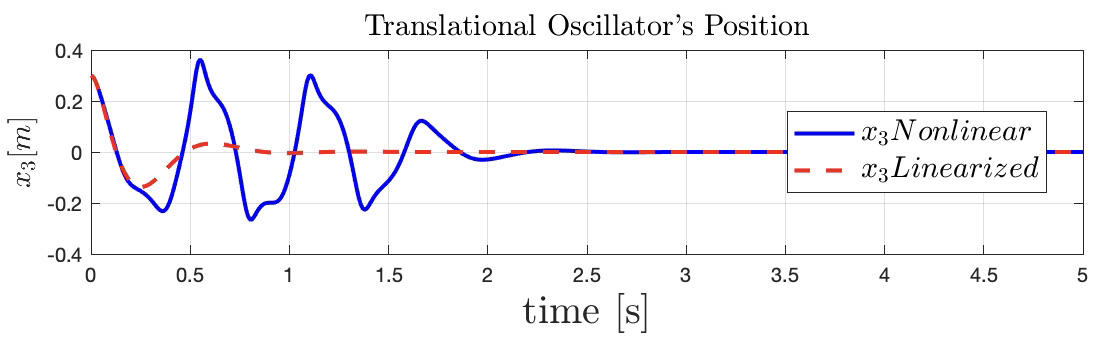 Translational Oscillator's Position
x₃[m]
0.4
0.2
0
-0.2
-0.4
x₃Nonlinear
x₃Linearized
0 0.5 1 1.5 2 2.5 3 3.5 4 4.5 5
time [s]